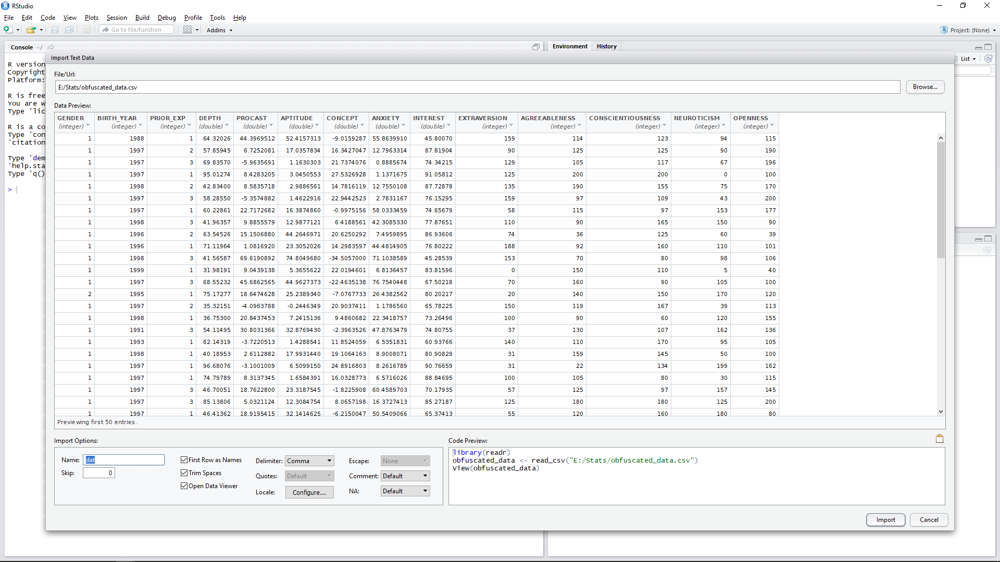 RStudio
File Edit Code View Plots Session Build Debug Profile Tools Help
Go to file/function Addins Project: (None)
Console ~/ Environment History
List
R version
Copyright
Platform:
R is free
You are w
Type 'lic
R is a co
Type 'con
'citation
Type 'dem
'help.sta
Type 'q()
>
Import Text Data
File/Url:
E:/Stats/obfuscated_data.csv Browse...
Data Preview:
GENDER BIRTH_YEAR PRIOR_EXP DEPTH PROCAST APTITUDE CONCEPT ANXIETY INTEREST EXTRAVERSION AGREEABLENESS CONSCIENTIOUSNESS NEUROTICISM OPENNESS
(integer) (integer) (integer) (double) (double) (double) (double) (double) (double) (integer) (integer) (integer) (integer) (integer)
1 1988 1 64.32026 44.3969512 52.4157313 -9.0159287 55.8639910 45.80070 159 114 123 94 115
1 1997 2 57.85945 6.7252081 17.0357834 16.3427047 12.7963314 87.81904 90 125 125 90 190
1 1997 3 69.83570 -5.9635691 1.1630303 21.7374076 0.8885674 74.34215 129 105 117 67 196
1 1997 1 95.01274 8.4283205 3.0450553 27.5326928 1.1371675 91.05812 125 200 200 0 100
1 1998 2 42.83400 8.5835718 2.9886561 14.7816119 12.7550108 87.72878 135 190 155 75 170
1 1997 3 58.28550 -5.3574882 1.4622916 22.9442523 2.7831167 76.15295 159 97 109 43 200
1 1997 1 60.22861 22.7172682 16.3874860 -0.9975156 58.0333459 74.65679 58 115 97 153 177
1 1998 3 41.96357 9.8855579 12.9877121 6.4188561 42.3085330 77.87651 110 90 165 150 90
1 1996 2 63.54526 15.1506880 44.2646971 20.6250292 7.4959895 86.93606 74 36 125 60 39
1 1996 1 71.11964 1.0816920 23.3052026 14.2983597 44.4814905 76.80222 188 92 160 110 101
1 1998 3 41.56587 69.6190892 74.8049680 -34.5057000 71.1038589 45.28539 153 70 80 98 106
1 1999 1 31.98191 9.0439138 5.3655622 22.0194601 6.8136457 83.81596 0 150 110 5 40
1 1997 3 68.55232 45.6862565 44.9627373 -22.4635138 76.7540448 67.50218 70 160 90 105 100
2 1995 1 75.17277 18.6474628 25.2389340 -7.0767733 26.4382562 80.20217 20 140 150 170 120
1 1997 2 35.32151 -4.0963788 -0.2446349 20.9037411 1.1786560 65.78225 150 119 167 39 113
1 1998 1 36.75300 20.8437453 7.2415136 9.4860682 22.3418757 73.26496 100 90 60 120 155
1 1991 3 54.11495 30.8031366 32.8769430 -2.3963526 47.8763479 74.80755 37 130 107 162 136
1 1993 1 62.14319 -3.7220513 1.4288541 11.8524059 6.5351831 60.93766 140 110 170 95 105
1 1998 1 40.18953 2.6112882 17.9931440 19.1064163 8.9008071 80.90829 31 159 145 50 100
1 1997 1 96.68076 -3.1001009 6.5099150 24.8916803 8.2616789 90.76659 31 22 134 199 162
1 1997 1 74.79789 8.3137345 1.6584391 16.0328773 6.5716026 88.84695 100 105 80 30 115
1 1997 3 46.70051 18.7622800 23.3187545 -1.8225908 60.4589703 70.17935 57 125 97 157 145
1 1997 3 85.13806 5.0321124 12.3084754 8.0657198 16.3727413 85.27187 125 180 180 125 200
1 1997 1 46.41362 18.9195415 32.1414625 -6.2150047 50.5409066 65.37413 55 120 160 180 80
Previewing first 50 entries.
Import Options: Code Preview:
Name: dat First Row as Names Delimiter: Comma Escape: None
Skip: 0 Trim Spaces Quotes: Default Comment: Default
Open Data Viewer Locale: Configure... NA: Default
library(readr)
obfuscated_data <- read_csv("E:/Stats/obfuscated_data.csv")
View(obfuscated_data)
Import Cancel